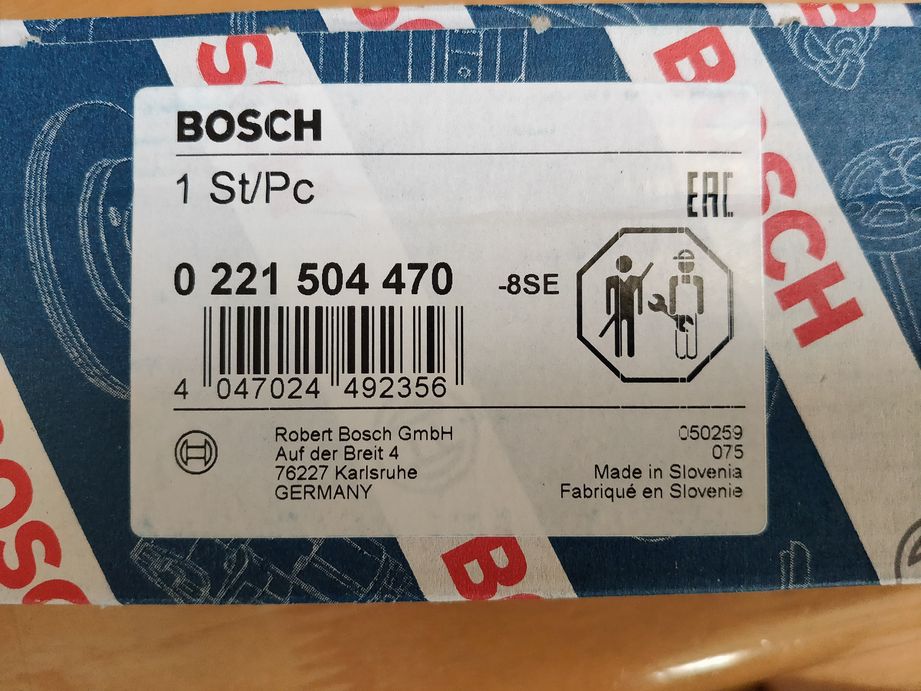 BOSCH
BOSCH
BOSCH
1 St/Pc
EAC
0 221 504 470 -8SE
4 047024 492356
Robert Bosch GmbH
Auf der Breit 4
76227 Karlsruhe
GERMANY
050259
075
Made in Slovenia
Fabriqué en Slovenie